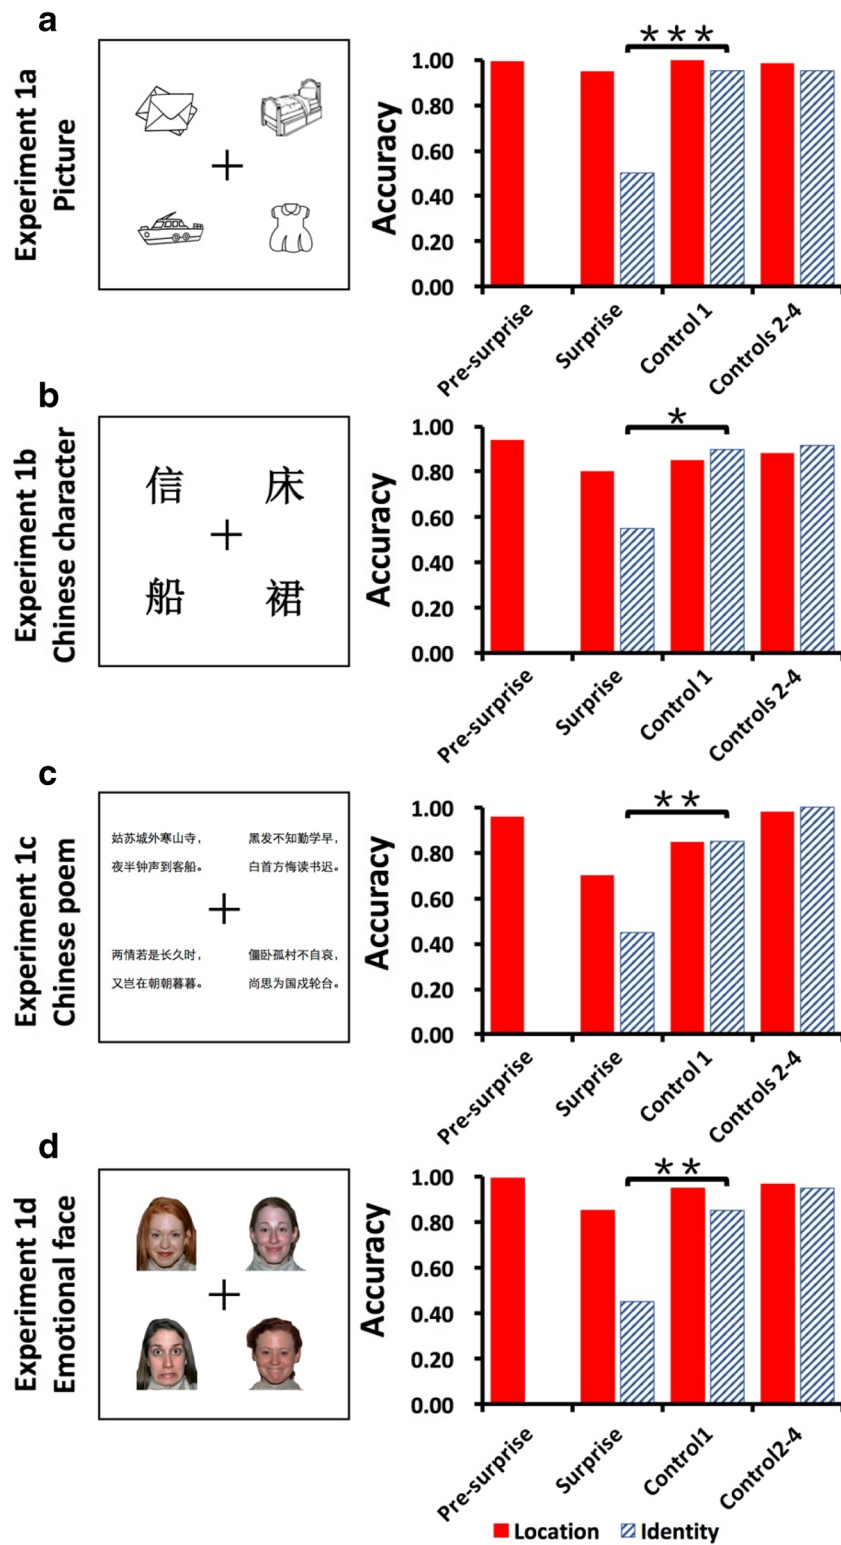 a
Experiment 1a
Picture
Accuracy
* * *
1.00
0.80
0.60
0.40
0.20
0.00
Pre-surprise
Surprise
Control 1
Controls 2-4
b
Experiment 1b
Chinese character
信 床
船 裙
Accuracy
*
1.00
0.80
0.60
0.40
0.20
0.00
Pre-surprise
Surprise
Control 1
Controls 2-4
c
Experiment 1c
Chinese poem
姑苏城外寒山寺，
夜半钟声到客船。
黑发不知勤学早，
白首方悔读书迟。
两情若是长久时，
又岂在朝朝暮暮。
僵卧孤村不自哀，
尚思为国戍轮台。
Accuracy
* *
1.00
0.80
0.60
0.40
0.20
0.00
Pre-surprise
Surprise
Control 1
Controls 2-4
d
Experiment 1d
Emotional face
Accuracy
* *
1.00
0.80
0.60
0.40
0.20
0.00
Pre-surprise
Surprise
Control1
Control2-4
Location Identity